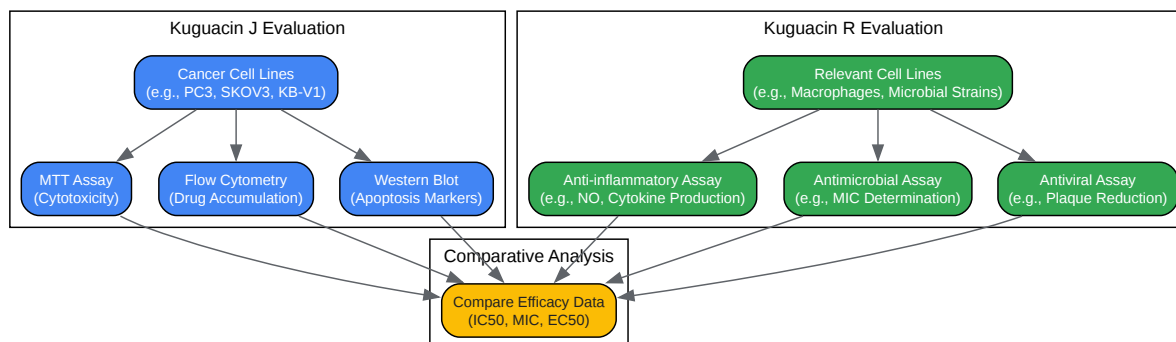 Kuguacin J Evaluation
Cancer Cell Lines
(e.g., PC3, SKOV3, KB-V1)
MTT Assay
(Cytotoxicity)
Flow Cytometry
(Drug Accumulation)
Western Blot
(Apoptosis Markers)
Kuguacin R Evaluation
Relevant Cell Lines
(e.g., Macrophages, Microbial Strains)
Anti-inflammatory Assay
(e.g., NO, Cytokine Production)
Antimicrobial Assay
(e.g., MIC Determination)
Antiviral Assay
(e.g., Plaque Reduction)
Comparative Analysis
Compare Efficacy Data
(IC50, MIC, EC50)